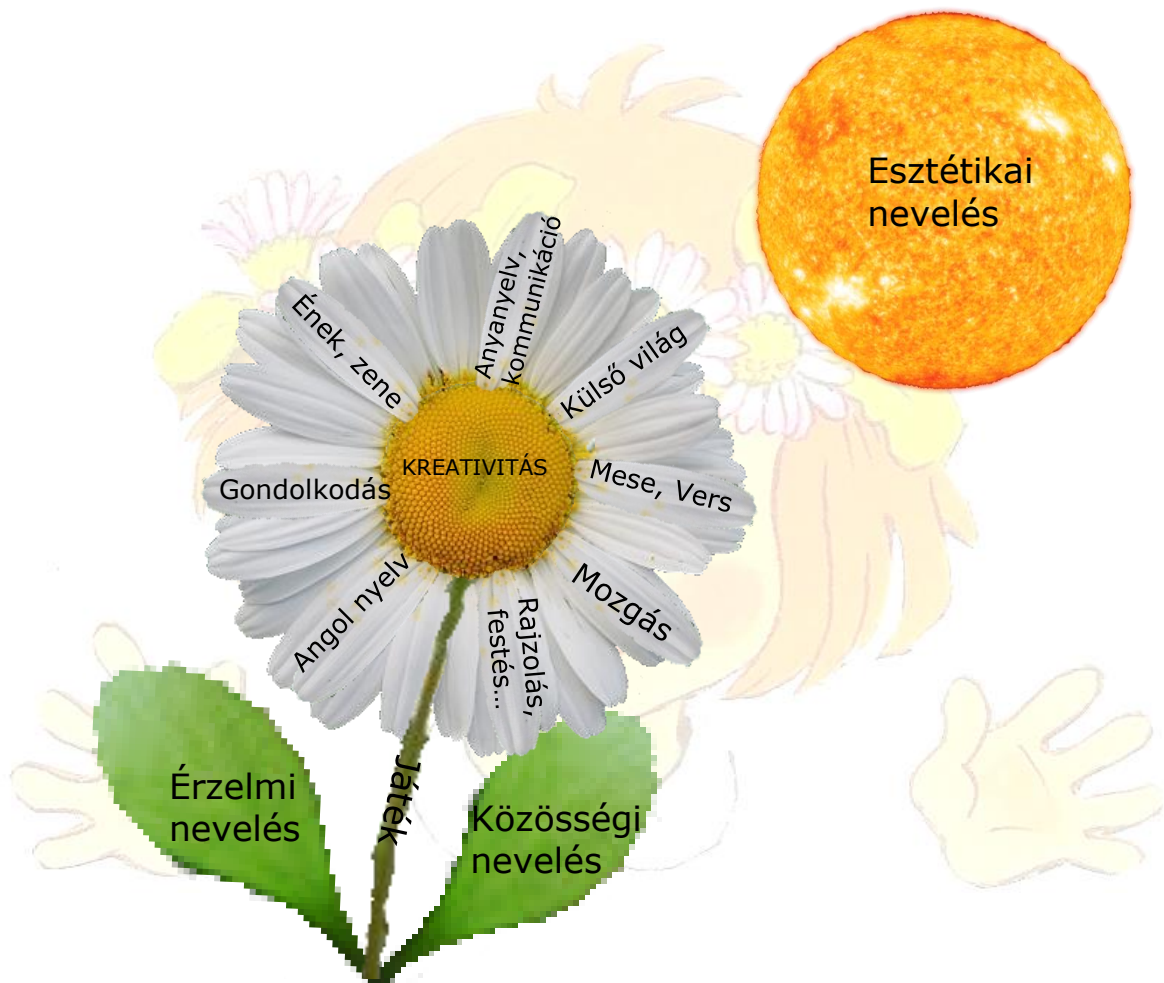 Esztétikai
nevelés
Anyanyelv,
kommunikáció
Ének, zene
Külső világ
KREATIVITÁS
Mese, Vers
Gondolkodás
Mozgás
Angol nyelv
Rajzolás,
festés...
Játék
Érzelmi
nevelés
Közösségi
nevelés